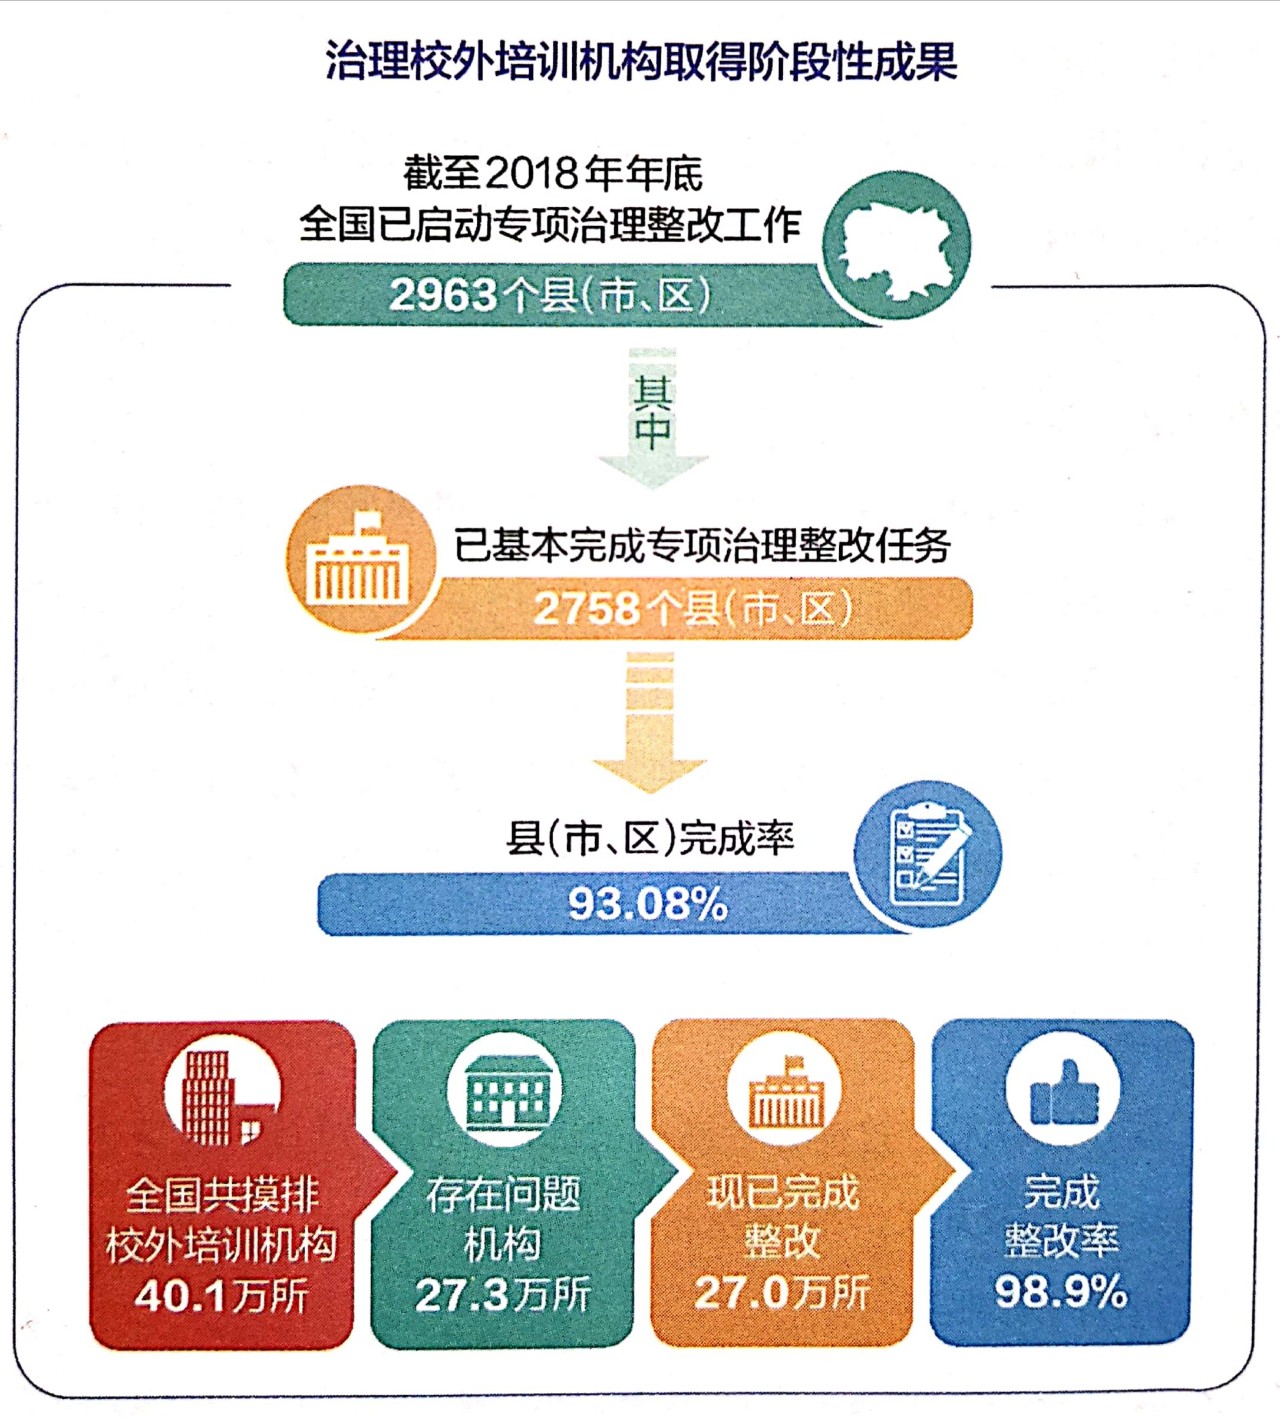 治理校外培训机构取得阶段性成果
截至2018年年底
全国已启动专项治理整改工作
2963个县(市、区)
其
中
已基本完成专项治理整改任务
2758个县(市、区)
县(市、区)完成率
93.08%
全国共摸排
校外培训机构
40.1万所
存在问题
机构
27.3万所
现已完成
整改
27.0万所
完成
整改率
98.9%